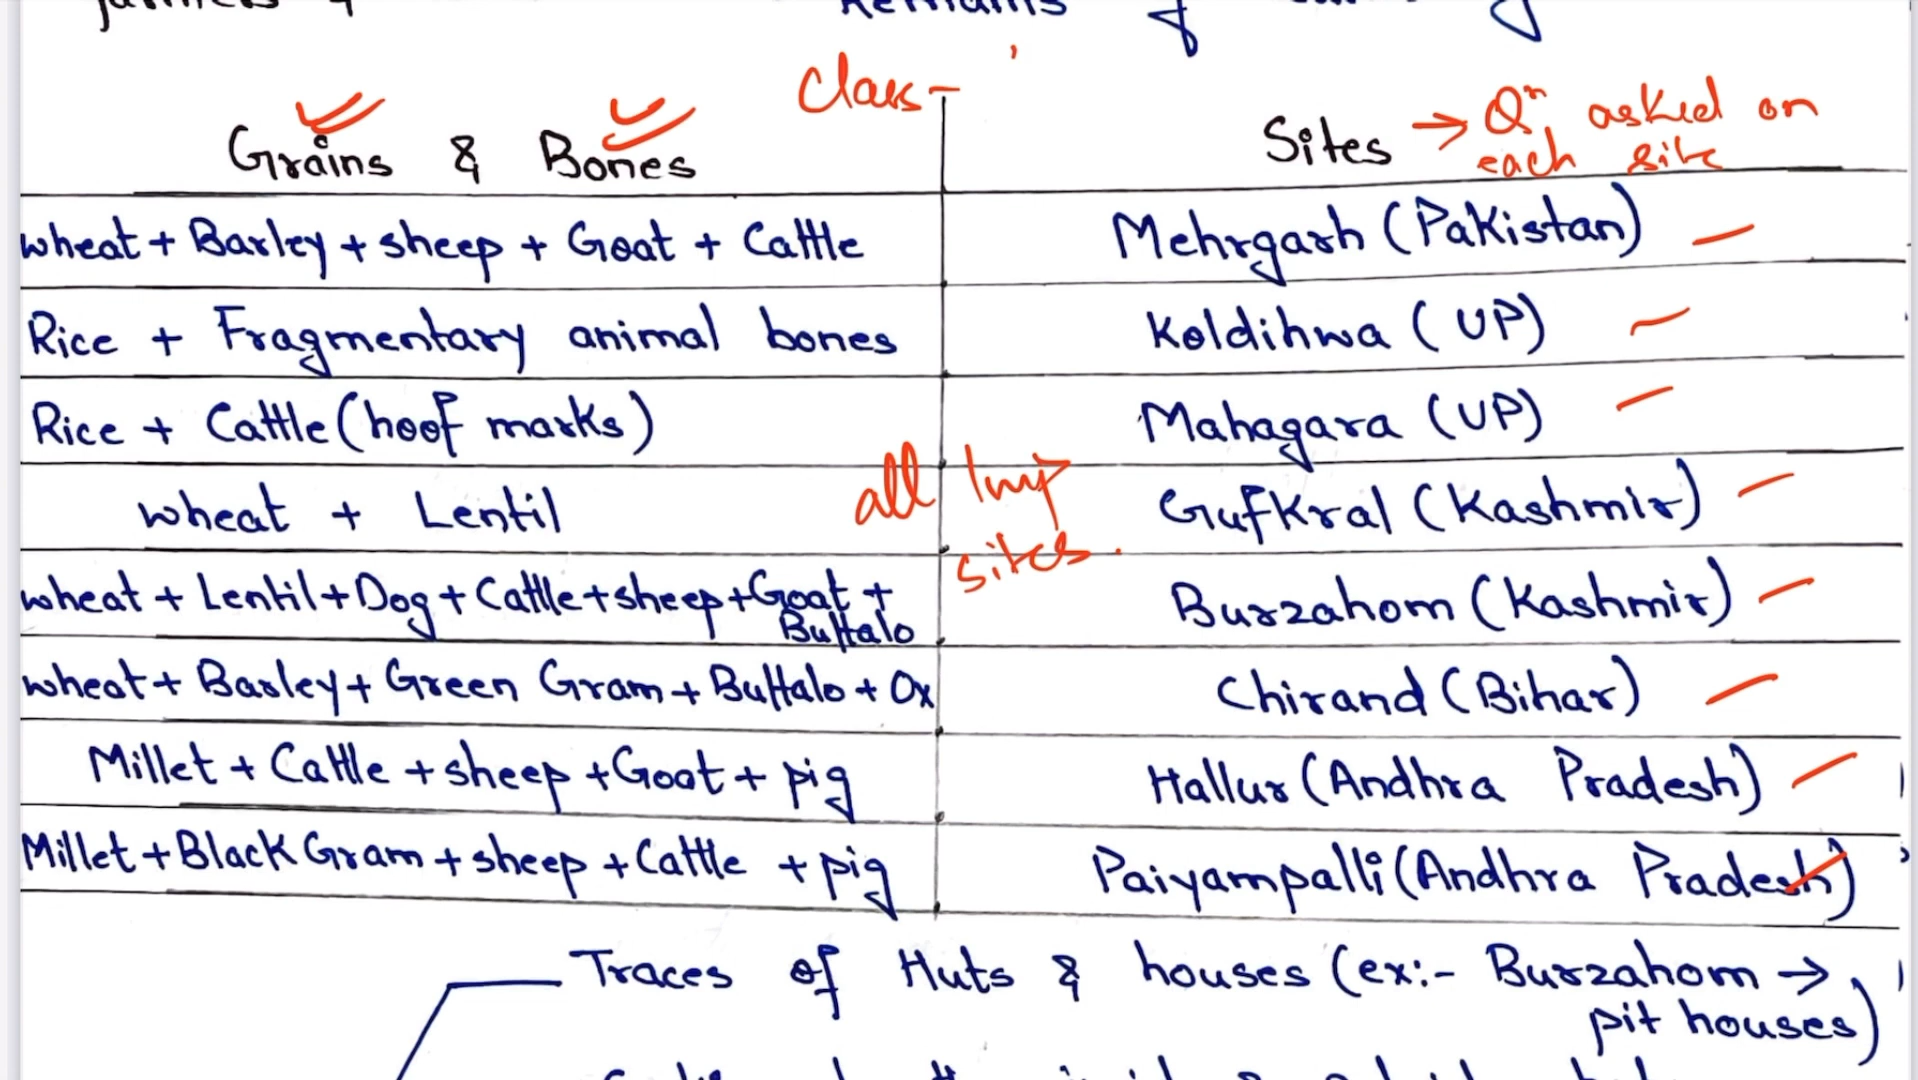 Remains of
Class -
Grains & Bones
Sites → Qn asked on
each site
wheat + Barley + sheep + Goat + Cattle
Mehrgarh (Pakistan)
Rice + Fragmentary animal bones
Koldihwa (UP)
Rice + Cattle (hoof marks)
Mahagara (UP)
all Imp
sites.
wheat + Lentil
Gufkral (Kashmir)
wheat + Lentil + Dog + Cattle + sheep + Goat +
Buffalo
Burzahom (Kashmir)
wheat + Barley + Green Gram + Buffalo + Ox
Chirand (Bihar)
Millet + Cattle + sheep + Goat + pig
Hallur (Andhra Pradesh)
Millet + Black Gram + sheep + Cattle + pig
Paiyampalli (Andhra Pradesh)
Traces of Huts & houses (ex:- Burzahom →
pit houses)